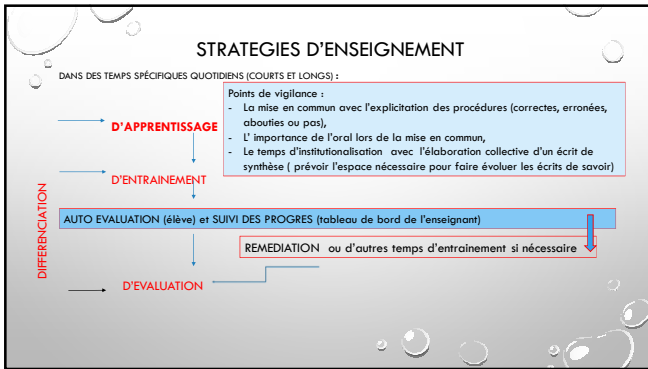 STRATEGIES D'ENSEIGNEMENT
DANS DES TEMPS SPÉCIFIQUES QUOTIDIENS (COURTS ET LONGS) :
Points de vigilance :
- La mise en commun avec l'explicitation des procédures (correctes, erronées,
abouties ou pas),
- L' importance de l'oral lors de la mise en commun,
- Le temps d'institutionalisation avec l'élaboration collective d'un écrit de
synthèse ( prévoir l'espace nécessaire pour faire évoluer les écrits de savoir)
D'APPRENTISSAGE
D'ENTRAINEMENT
DIFFERENCIATION
AUTO EVALUATION (élève) et SUIVI DES PROGRES (tableau de bord de l'enseignant)
REMEDIATION ou d'autres temps d'entrainement si nécessaire
D'EVALUATION